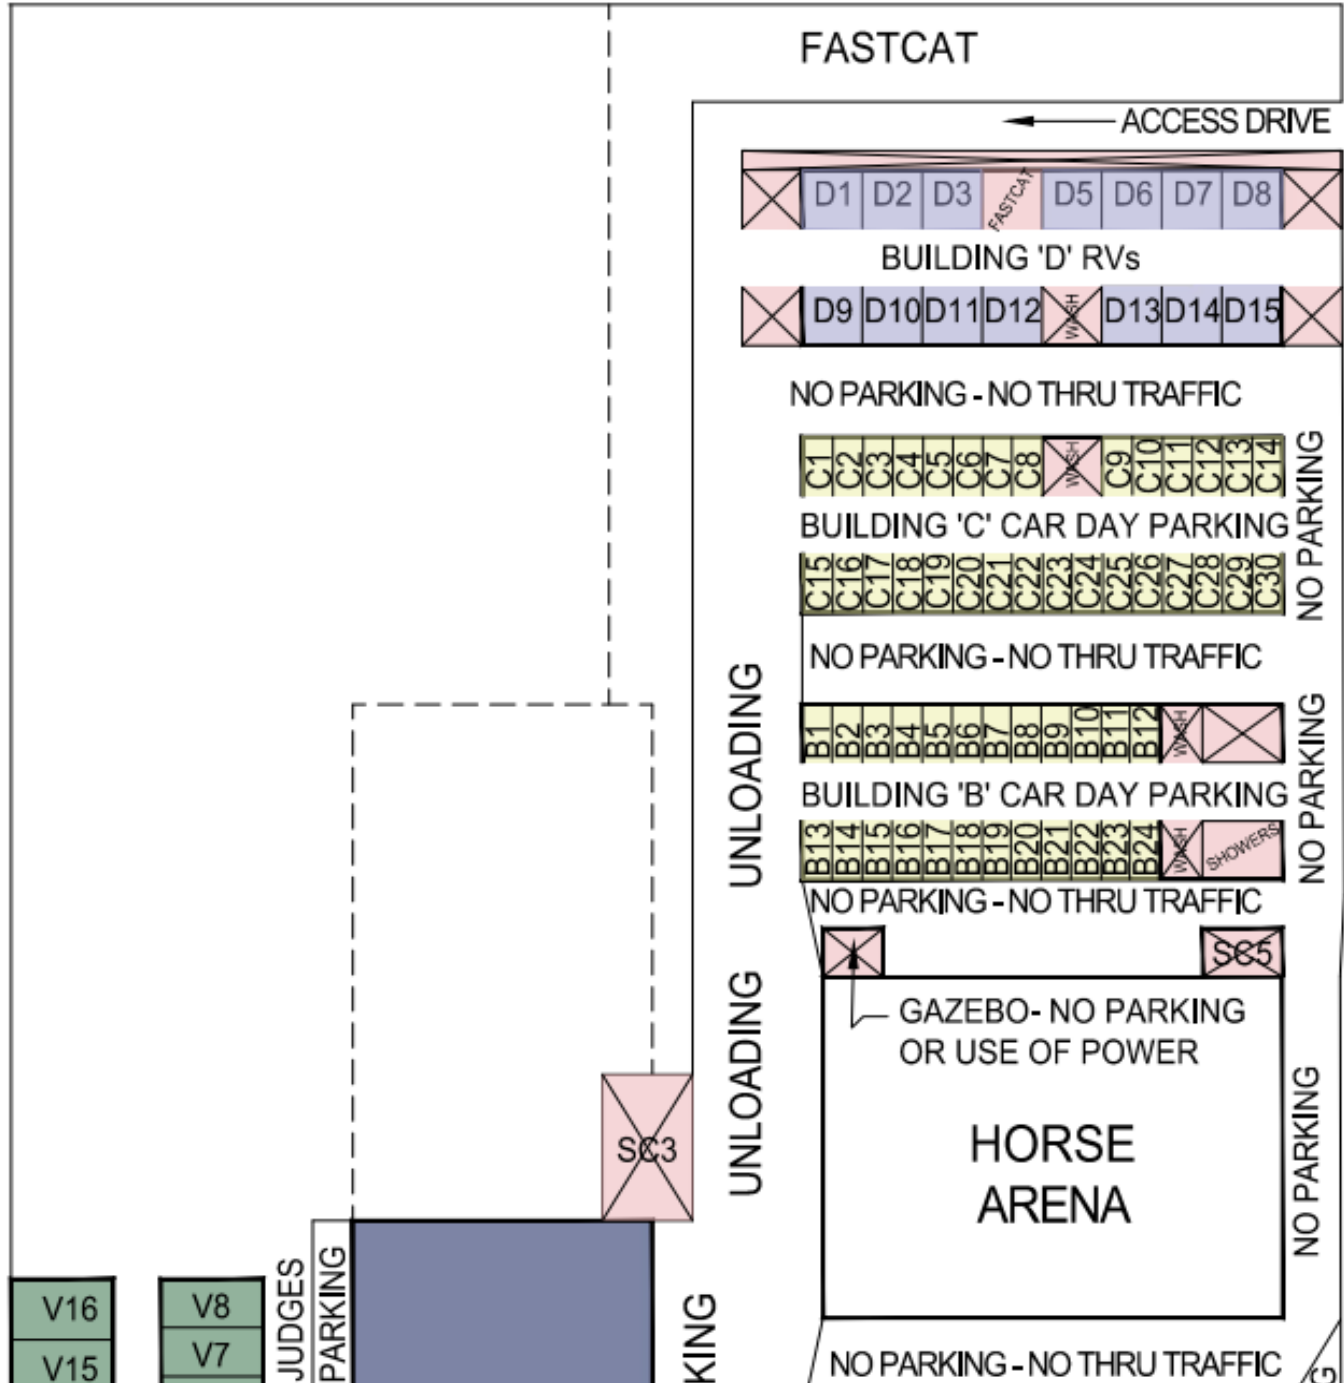 FASTCAT
ACCESS DRIVE
D1 D2 D3 FASTCAT D5 D6 D7 D8
BUILDING 'D' RVs
D9 D10 D11 D12 WASH D13 D14 D15
NO PARKING - NO THRU TRAFFIC
C1 C2 C3 C4 C5 C6 C7 C8 WASH C9 C10 C11 C12 C13 C14
NO PARKING
BUILDING 'C' CAR DAY PARKING
C15 C16 C17 C18 C19 C20 C21 C22 C23 C24 C25 C26 C27 C28 C29 C30
NO PARKING - NO THRU TRAFFIC
UNLOADING
B1 B2 B3 B4 B5 B6 B7 B8 B9 B10 B11 B12 WASH
NO PARKING
BUILDING 'B' CAR DAY PARKING
B13 B14 B15 B16 B17 B18 B19 B20 B21 B22 B23 B24 WASH SHOWERS
NO PARKING - NO THRU TRAFFIC
SC5
UNLOADING
GAZEBO- NO PARKING
OR USE OF POWER
NO PARKING
SC3
HORSE
ARENA
JUDGES
PARKING
V16 V8
V15 V7
KING
NO PARKING - NO THRU TRAFFIC
G